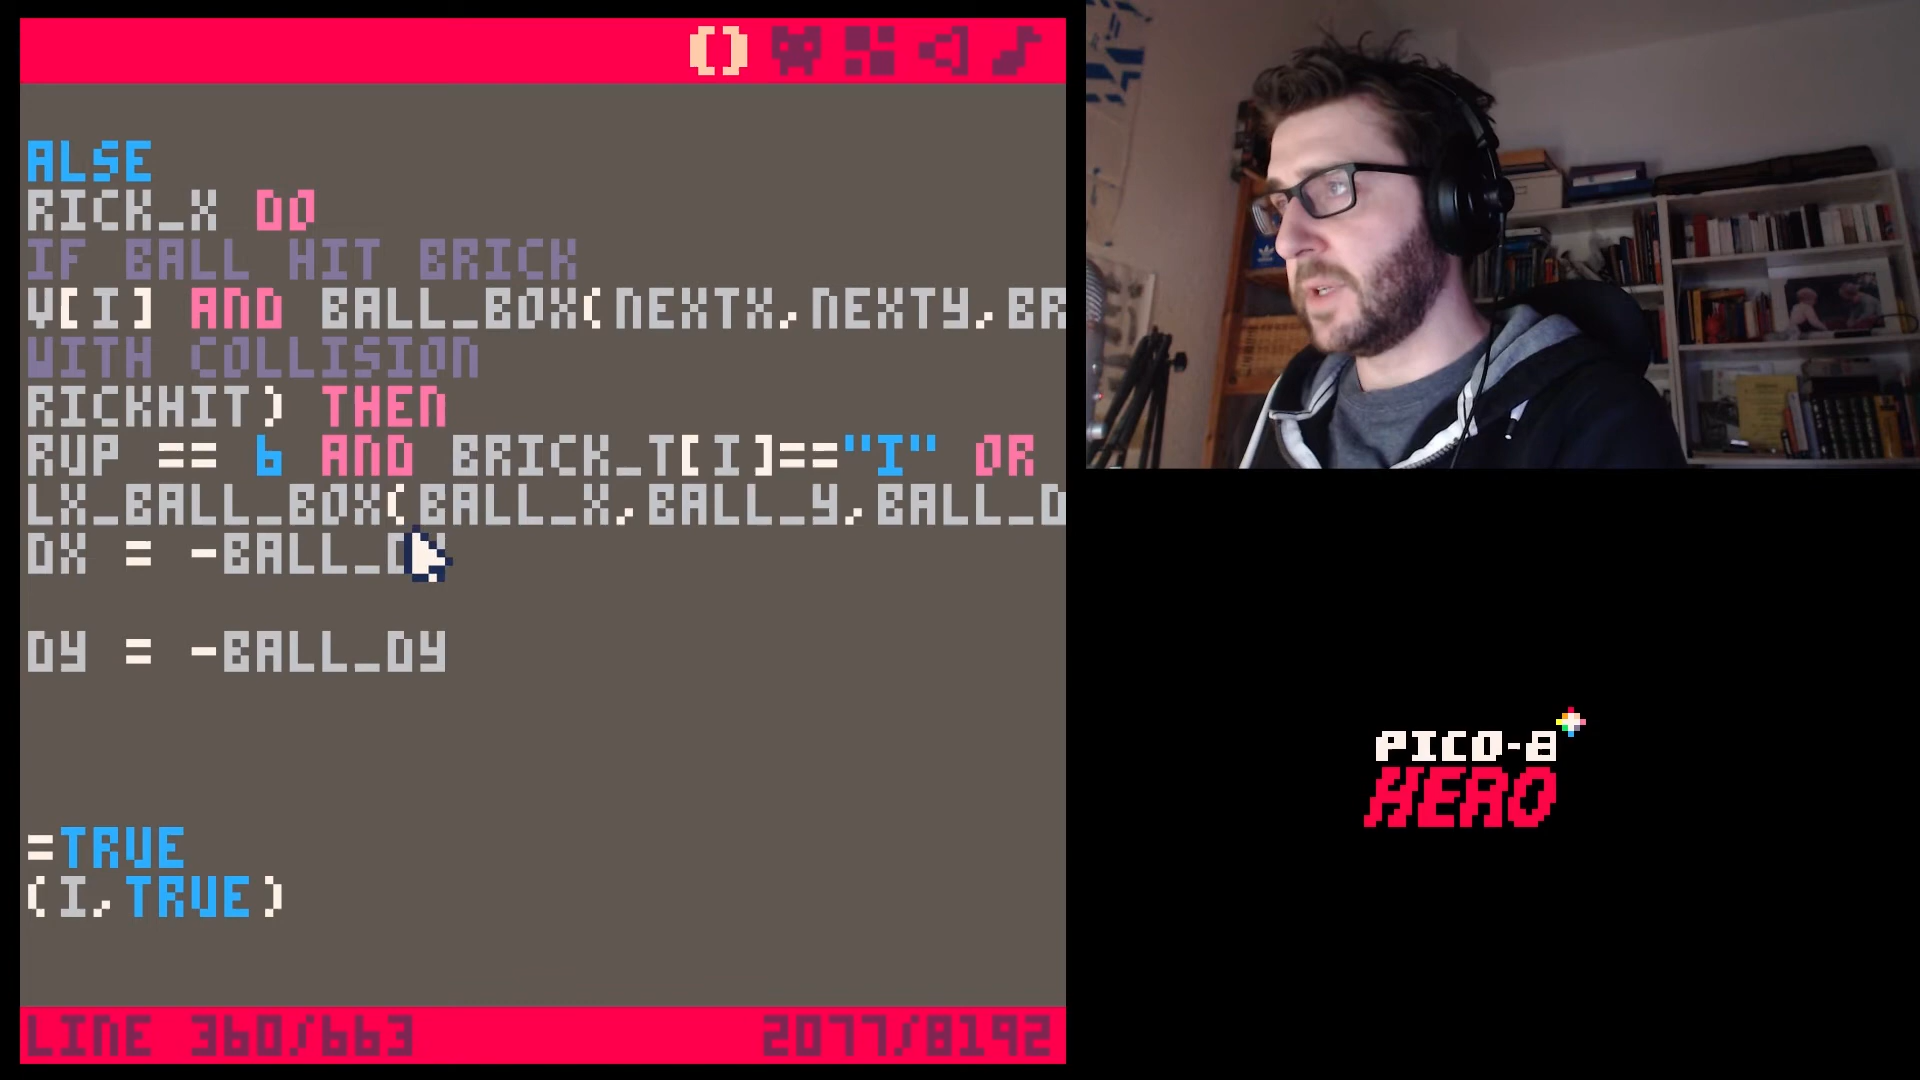 ALSE
RICK_X DO
IF BALL HIT BRICK
V[I] AND BALL_BOX(NEXTX,NEXTY,BR
WITH COLLISION
RICKHIT) THEN
RUP == 6 AND BRICK_T[I]=="I" OR
LX_BALL_BOX(BALL_X,BALL_Y,BALL_D
DX = -BALL_DX
DY = -BALL_DY
=TRUE
(I,TRUE)
LINE 360/663 2077/8192
PICO-8
HERO